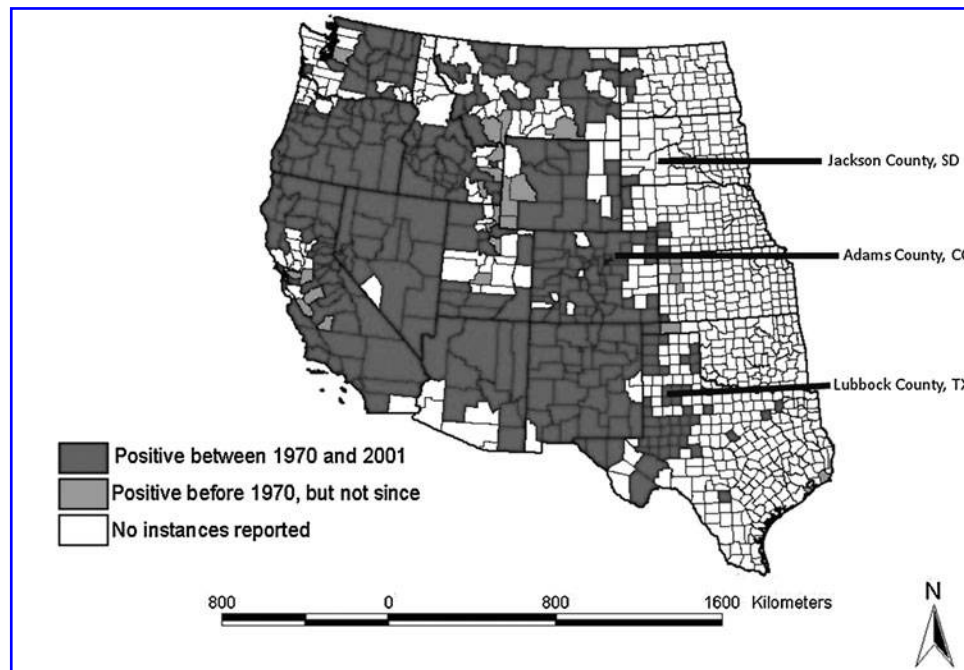 Jackson County, SD
Adams County, CO
Lubbock County, TX
Positive between 1970 and 2001
Positive before 1970, but not since
No instances reported
800 0 800 1600 Kilometers
N